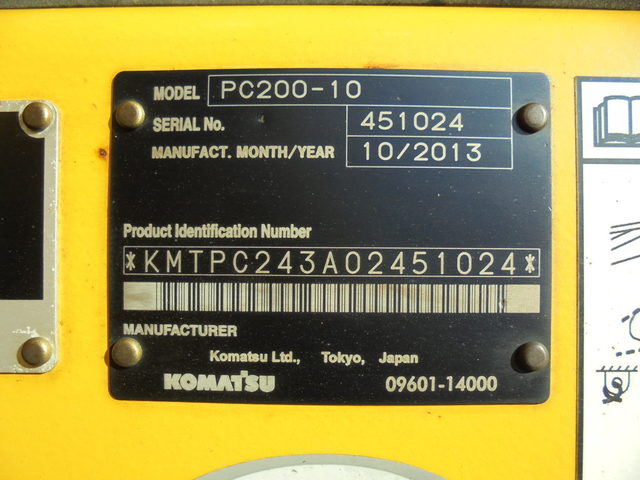 MODEL PC200-10
SERIAL No. 451024
MANUFACT. MONTH/YEAR 10/2013
Product Identification Number
*KMTPC243A02451024*
MANUFACTURER
Komatsu Ltd., Tokyo, Japan
KOMATSU 09601-14000